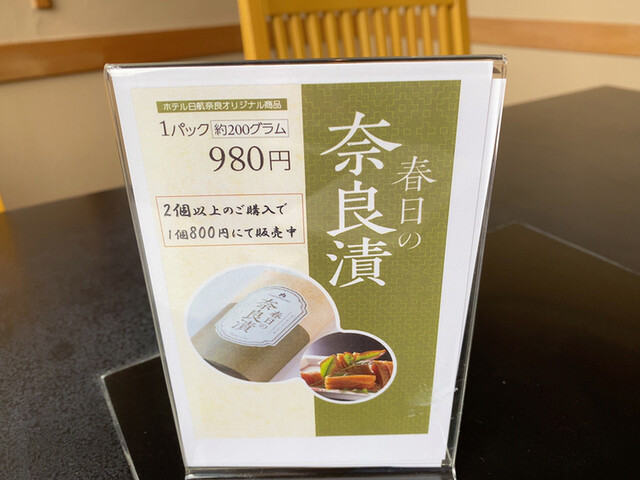 ホテル日航奈良オリジナル商品
1パック 約200グラム
980円
2個以上のご購入で
1個800円にて販売中
春日の
奈良漬
春日の
奈良漬